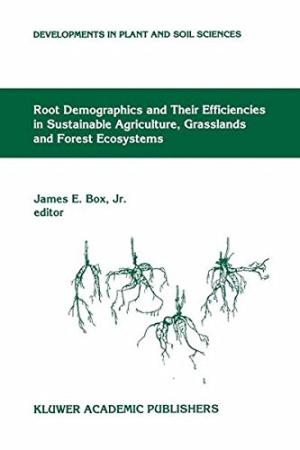 DEVELOPMENTS IN PLANT AND SOIL SCIENCES
Root Demographics and Their Efficiencies
in Sustainable Agriculture, Grasslands
and Forest Ecosystems
James E. Box, Jr.
editor
KLUWER ACADEMIC PUBLISHERS